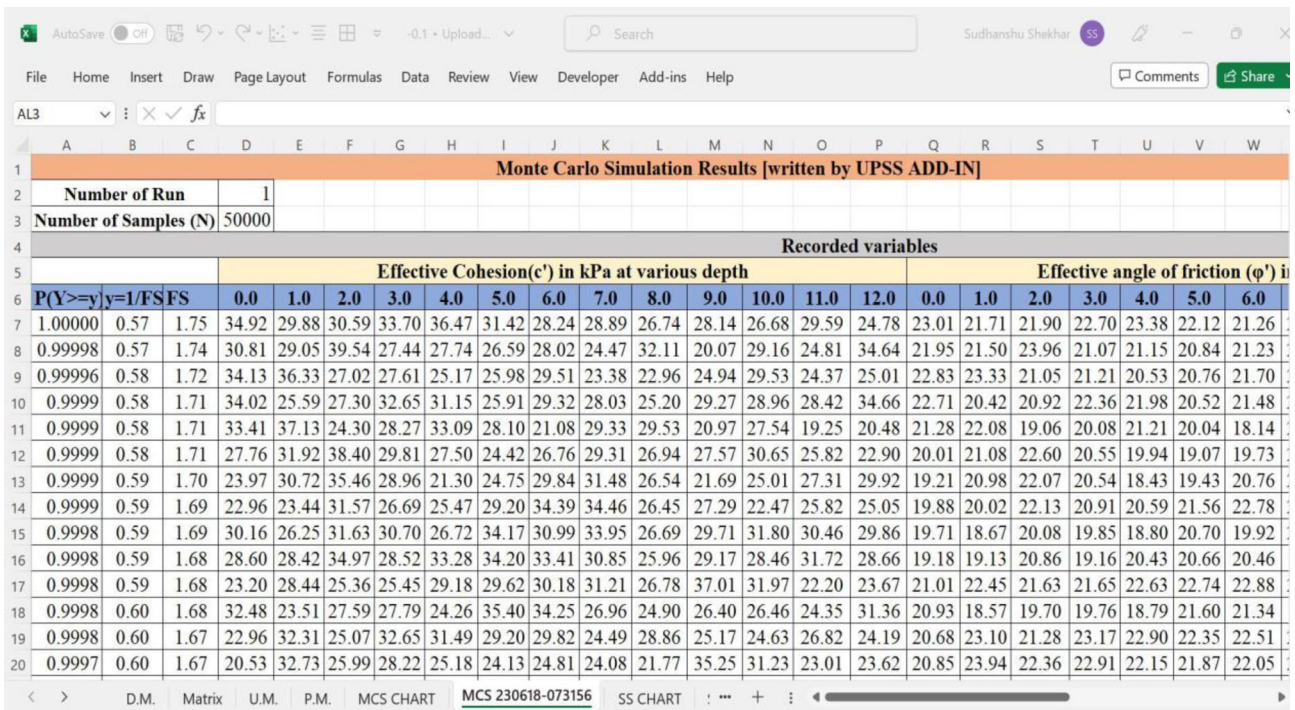 AutoSave Off -0.1 • Upload... Search Sudhanshu Shekhar SS
File Home Insert Draw Page Layout Formulas Data Review View Developer Add-ins Help Comments Share
AL3 fx
A B C D E F G H I J K L M N O P Q R S T U V W
1 Monte Carlo Simulation Results [written by UPSS ADD-IN]
2 Number of Run 1
3 Number of Samples (N) 50000
4 Recorded variables
5 Effective Cohesion(c') in kPa at various depth Effective angle of friction (φ')
6 P(Y>=y) y=1/FS FS 0.0 1.0 2.0 3.0 4.0 5.0 6.0 7.0 8.0 9.0 10.0 11.0 12.0 0.0 1.0 2.0 3.0 4.0 5.0 6.0
7 1.00000 0.57 1.75 34.92 29.88 30.59 33.70 36.47 31.42 28.24 28.89 26.74 28.14 26.68 29.59 24.78 23.01 21.71 21.90 22.70 23.38 22.12 21.26
8 0.99998 0.57 1.74 30.81 29.05 39.54 27.44 27.74 26.59 28.02 24.47 32.11 20.07 29.16 24.81 34.64 21.95 21.50 23.96 21.07 21.15 20.84 21.23
9 0.99996 0.58 1.72 34.13 36.33 27.02 27.61 25.17 25.98 29.51 23.38 22.96 24.94 29.53 24.37 25.01 22.83 23.33 21.05 21.21 20.53 20.76 21.70
10 0.9999 0.58 1.71 34.02 25.59 27.30 32.65 31.15 25.91 29.32 28.03 25.20 29.27 28.96 28.42 34.66 22.71 20.42 20.92 22.36 21.98 20.52 21.48
11 0.9999 0.58 1.71 33.41 37.13 24.30 28.27 33.09 28.10 21.08 29.33 29.53 20.97 27.54 19.25 20.48 21.28 22.08 19.06 20.08 21.21 20.04 18.14
12 0.9999 0.58 1.71 27.76 31.92 38.40 29.81 27.50 24.42 26.76 29.31 26.94 27.57 30.65 25.82 22.90 20.01 21.08 22.60 20.55 19.94 19.07 19.73
13 0.9999 0.59 1.70 23.97 30.72 35.46 28.96 21.30 24.75 29.84 31.48 26.54 21.69 25.01 27.31 29.92 19.21 20.98 22.07 20.54 18.43 19.43 20.76
14 0.9999 0.59 1.69 22.96 23.44 31.57 26.69 25.47 29.20 34.39 34.46 26.45 27.29 22.47 25.82 25.05 19.88 20.02 22.13 20.91 20.59 21.56 22.78
15 0.9998 0.59 1.69 30.16 26.25 31.63 30.70 26.72 34.17 30.99 33.95 26.69 29.71 31.80 30.46 29.86 19.71 18.67 20.08 19.85 18.80 20.70 19.92
16 0.9998 0.59 1.68 28.60 28.42 34.97 28.52 33.28 34.20 33.41 30.85 25.96 29.17 28.46 31.72 28.66 19.18 19.13 20.86 19.16 20.43 20.66 20.46
17 0.9998 0.59 1.68 23.20 28.44 25.36 25.45 29.18 29.62 30.18 31.21 26.78 37.01 31.97 22.20 23.67 21.01 22.45 21.63 21.65 22.63 22.74 22.88
18 0.9998 0.60 1.68 32.48 23.51 27.59 27.79 24.26 35.40 34.25 26.96 24.90 26.40 26.46 24.35 31.36 20.93 18.57 19.70 19.76 18.79 21.60 21.34
19 0.9998 0.60 1.67 22.96 32.31 25.07 32.65 31.49 29.20 29.82 24.49 28.86 25.17 24.63 26.82 24.19 20.68 23.10 21.28 23.17 22.90 22.35 22.51
20 0.9997 0.60 1.67 20.53 32.73 25.99 28.22 25.18 24.13 24.81 24.08 21.77 35.25 31.23 23.01 23.62 20.85 23.94 22.36 22.91 22.15 21.87 22.05
D.M. Matrix U.M. P.M. MCS CHART MCS 230618-073156 SS CHART